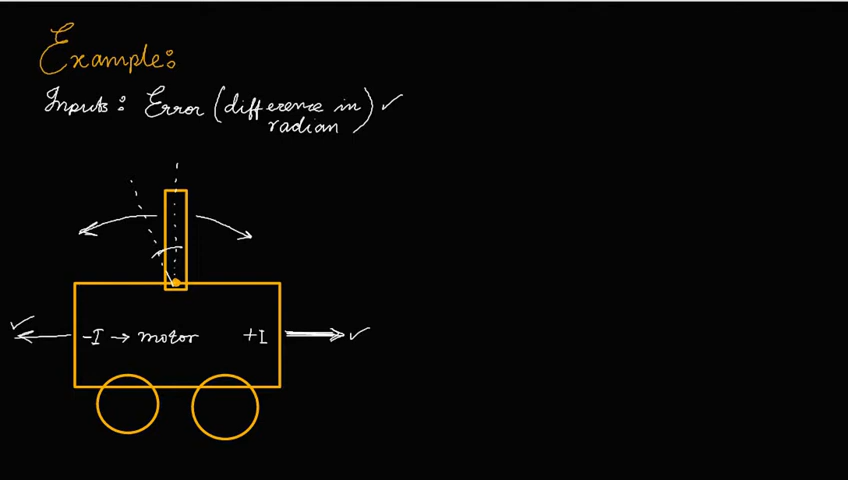 Example:
Inputs: Error (difference in
radian)
-I → motor +I